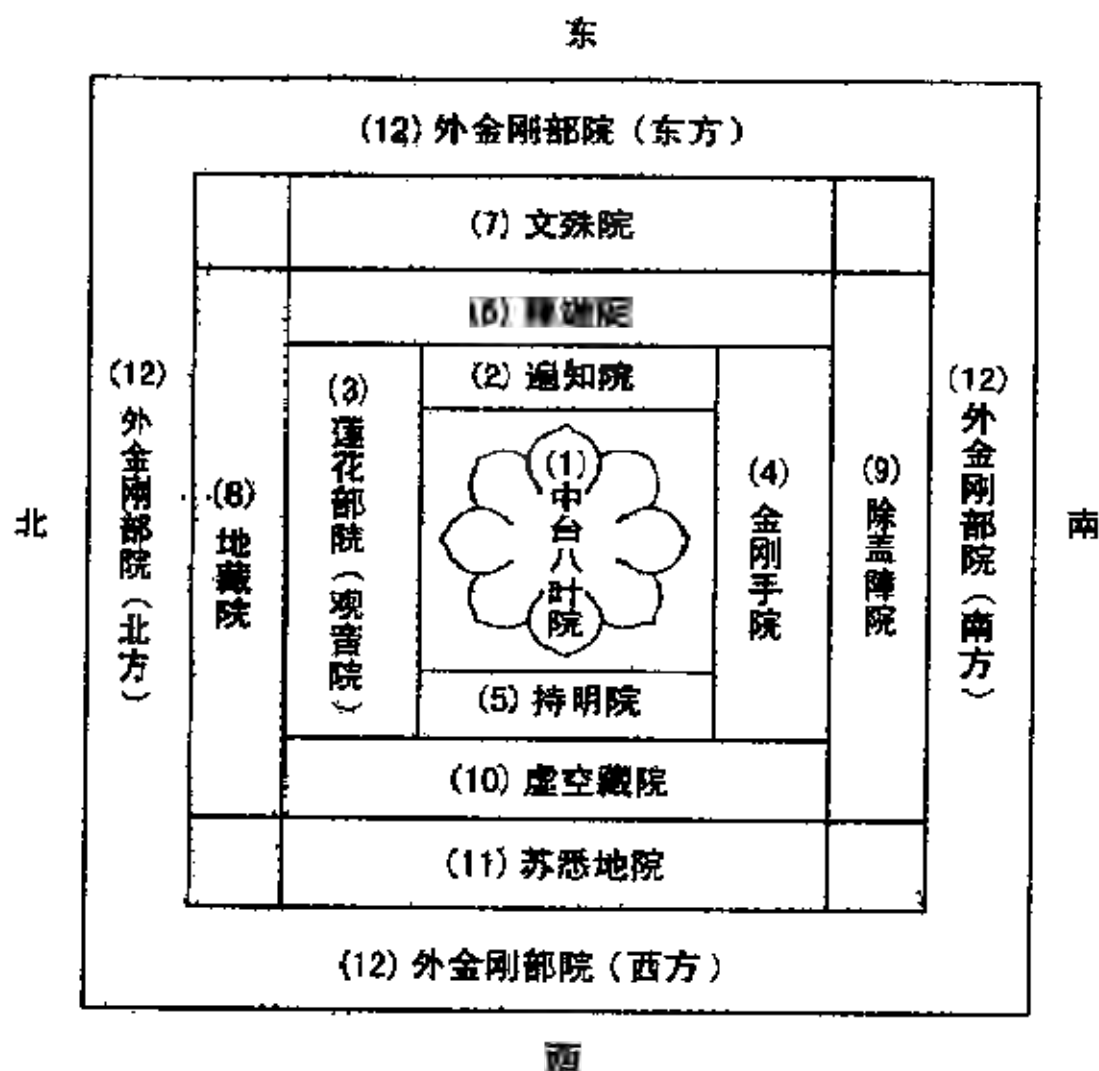 东
(12) 外金刚部院（东方）
(7) 文殊院
(6)
(2) 遍知院
(12) 外金刚部院（北方）
(8) 地藏院
(3) 蓮花部院（观音院）
(1) 中台八叶院
(4) 金刚手院
(9) 除盖障院
(12) 外金刚部院（南方）
北
南
(5) 持明院
(10) 虚空藏院
(11) 苏悉地院
(12) 外金刚部院（西方）
西